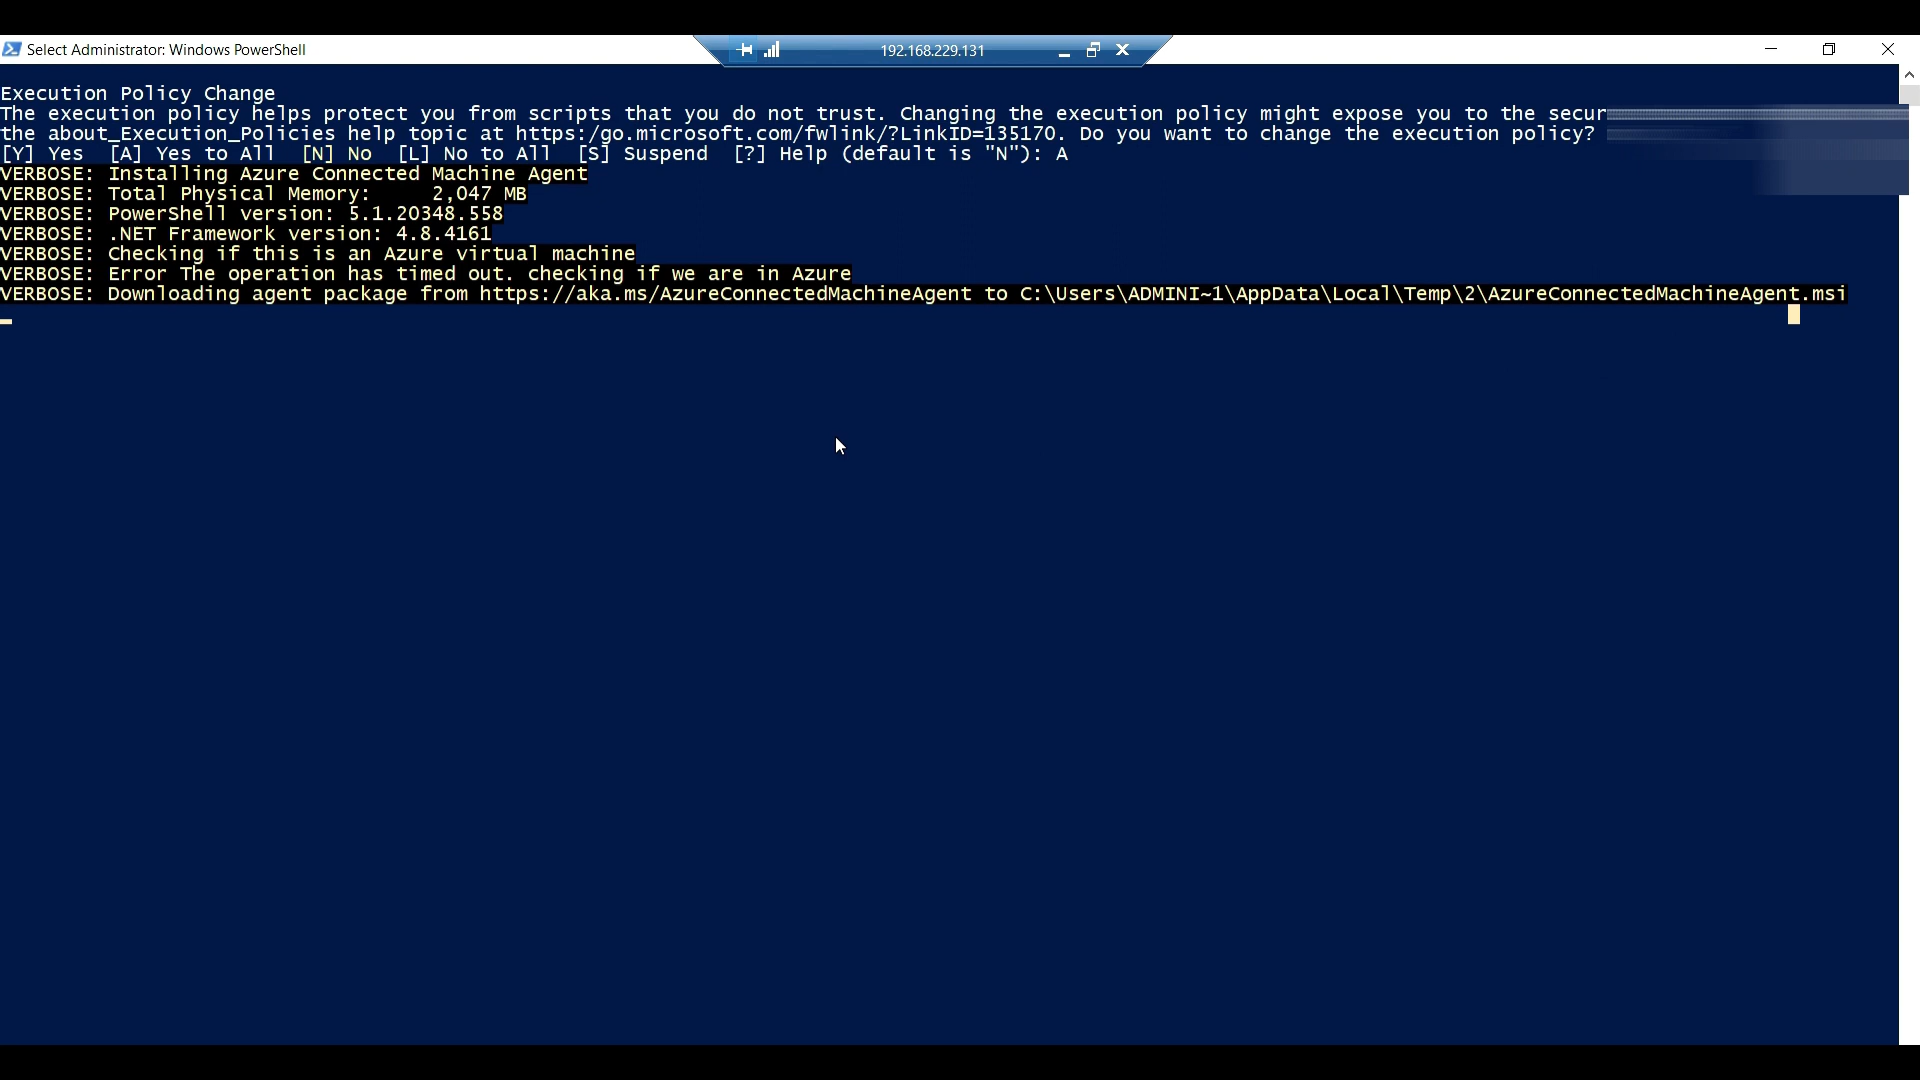 Select Administrator: Windows PowerShell
192.168.229.131
Execution Policy Change
The execution policy helps protect you from scripts that you do not trust. Changing the execution policy might expose you to the secur
the about_Execution_Policies help topic at https:/go.microsoft.com/fwlink/?LinkID=135170. Do you want to change the execution policy?
[Y] Yes  [A] Yes to All  [N] No  [L] No to All  [S] Suspend  [?] Help (default is "N"): A
VERBOSE: Installing Azure Connected Machine Agent
VERBOSE: Total Physical Memory:     2,047 MB
VERBOSE: PowerShell version: 5.1.20348.558
VERBOSE: .NET Framework version: 4.8.4161
VERBOSE: Checking if this is an Azure virtual machine
VERBOSE: Error The operation has timed out. checking if we are in Azure
VERBOSE: Downloading agent package from https://aka.ms/AzureConnectedMachineAgent to C:\Users\ADMINI~1\AppData\Local\Temp\2\AzureConnectedMachineAgent.msi